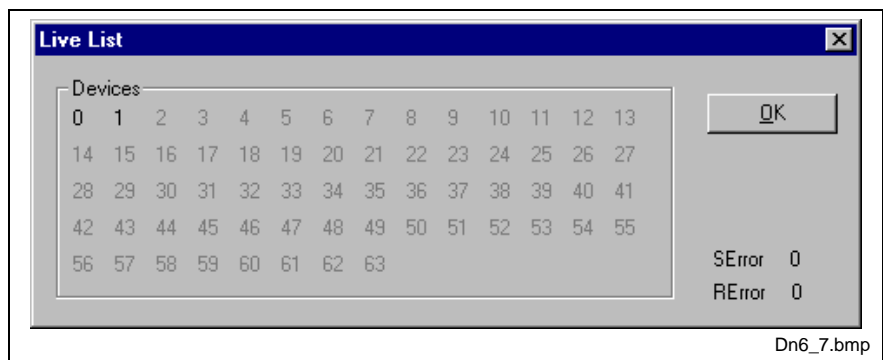 Live List
Devices
0 1 2 3 4 5 6 7 8 9 10 11 12 13
OK
14 15 16 17 18 19 20 21 22 23 24 25 26 27
28 29 30 31 32 33 34 35 36 37 38 39 40 41
42 43 44 45 46 47 48 49 50 51 52 53 54 55
56 57 58 59 60 61 62 63
SError 0
RError 0
Dn6_7.bmp